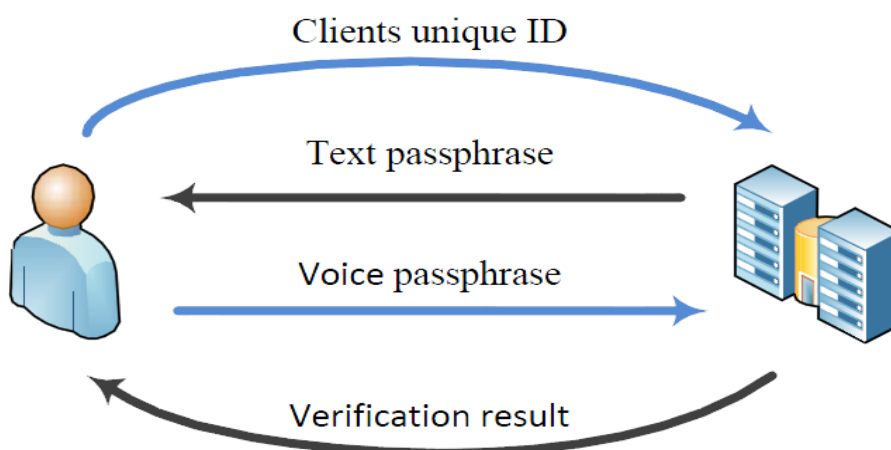 Clients unique ID
Text passphrase
Voice passphrase
Verification result